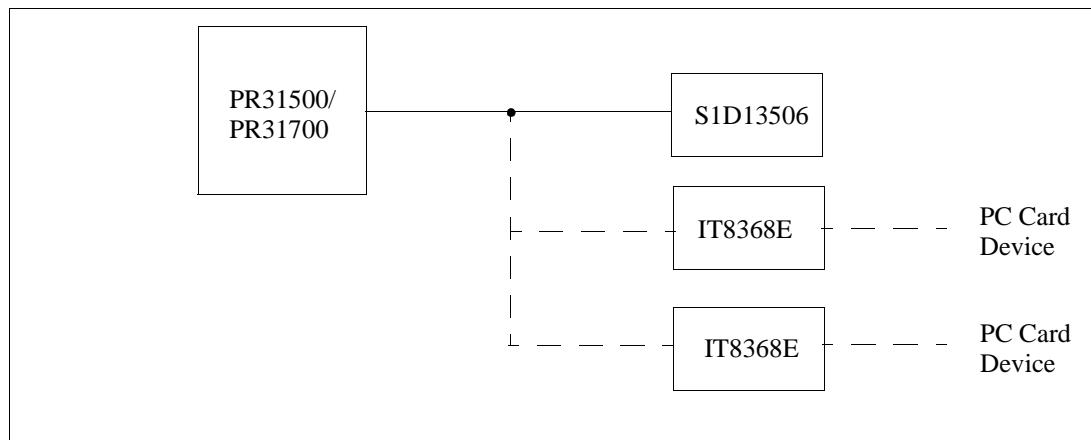 PR31500/
PR31700
S1D13506
IT8368E
PC Card
Device
IT8368E
PC Card
Device